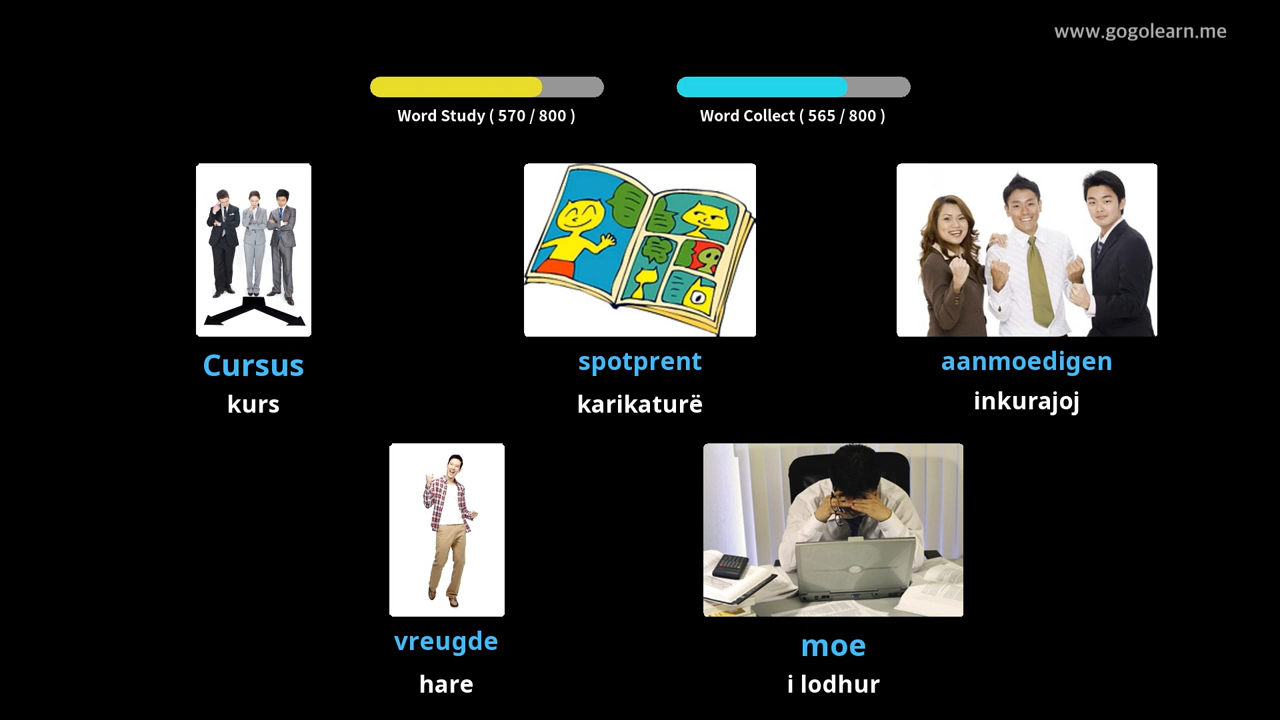 www.gogolearn.me
Word Study ( 570 / 800 )
Word Collect ( 565 / 800 )
Cursus
kurs
spotprent
karikaturë
aanmoedigen
inkurajoj
vreugde
hare
moe
i lodhur